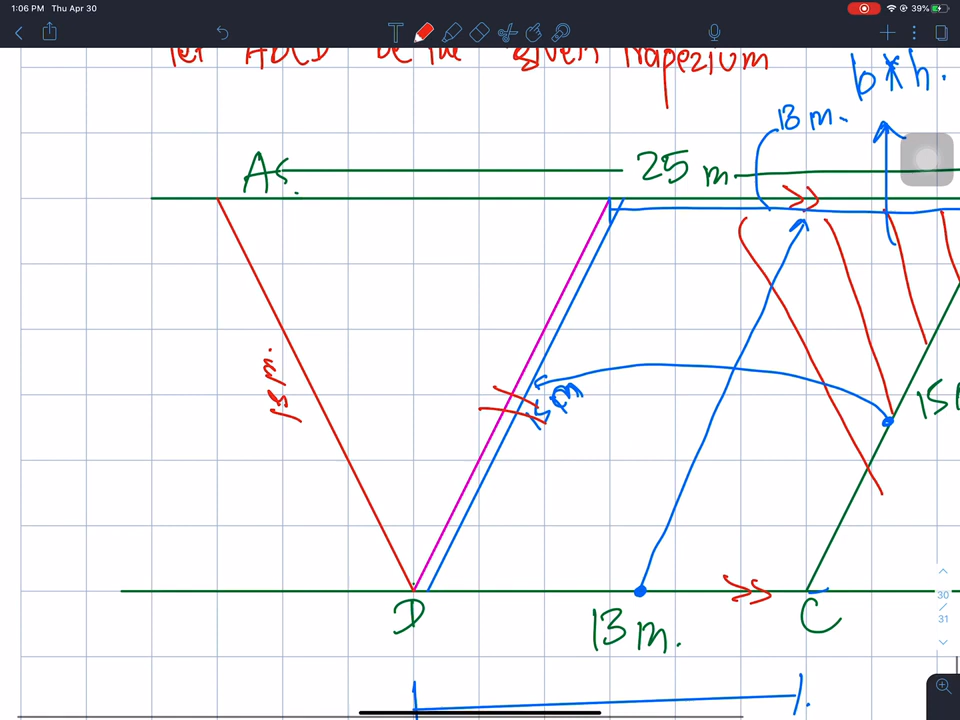 1:06 PM Thu Apr 30
39%
let ABCD be the given Trapezium
b*h.
13 m.
A
25 m
15 m.
15 m
15
D
13 m.
C
30
/
31